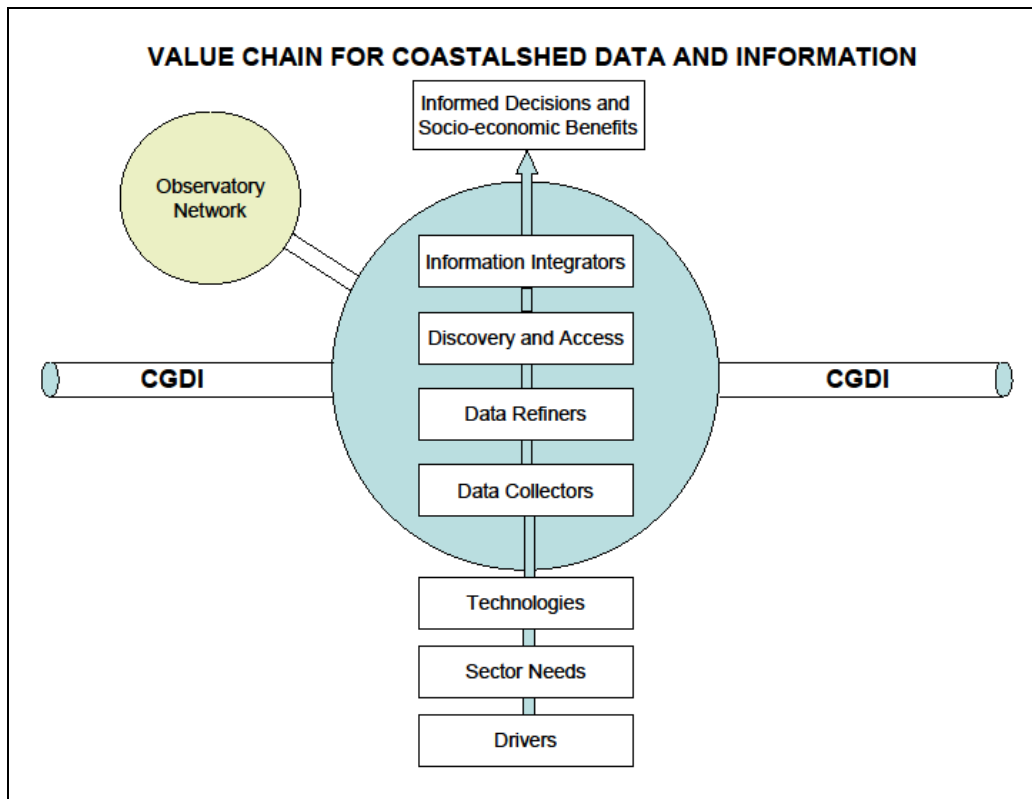 VALUE CHAIN FOR COASTALSHED DATA AND INFORMATION
Informed Decisions and
Socio-economic Benefits
Observatory
Network
Information Integrators
Discovery and Access
CGDI
CGDI
Data Refiners
Data Collectors
Technologies
Sector Needs
Drivers